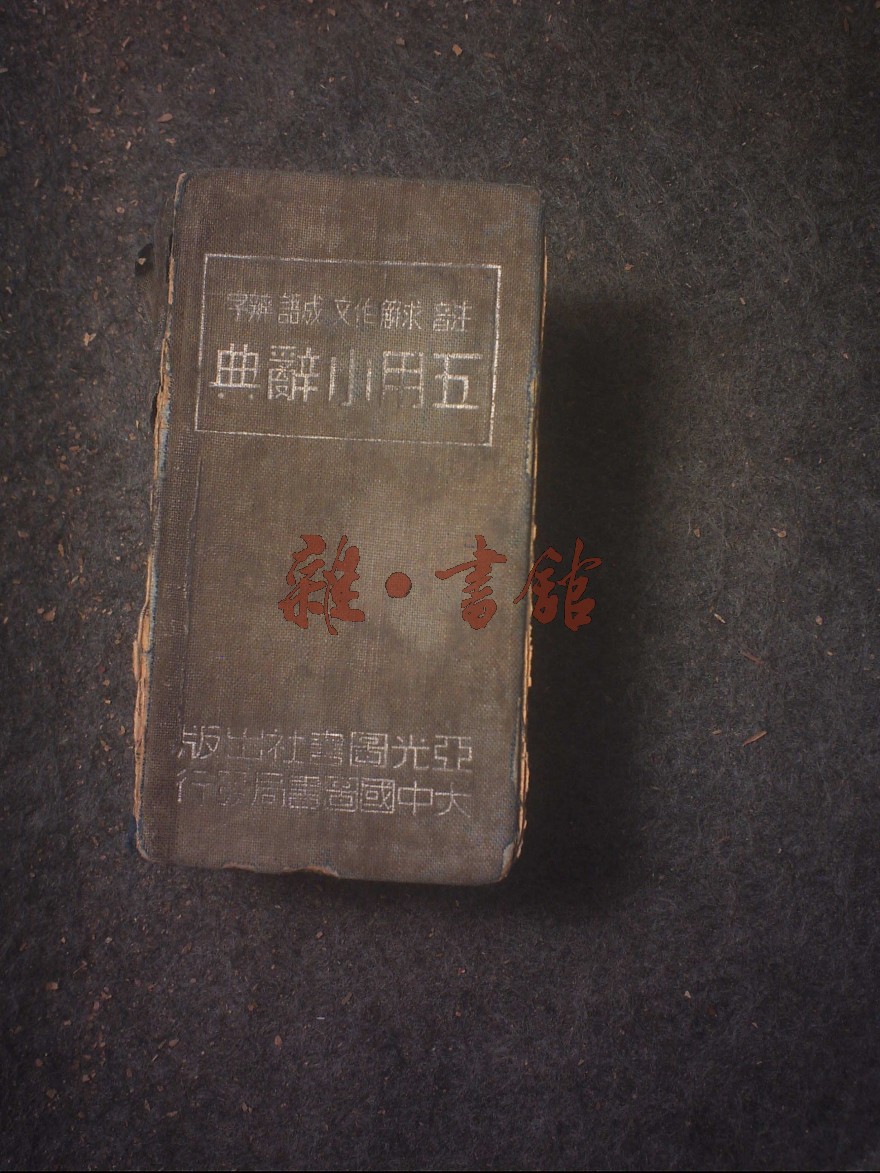 注音 求解 作文 成語 辨字
五用小辭典
雜·書館
亞光圖書社出版
大中國圖書局發行